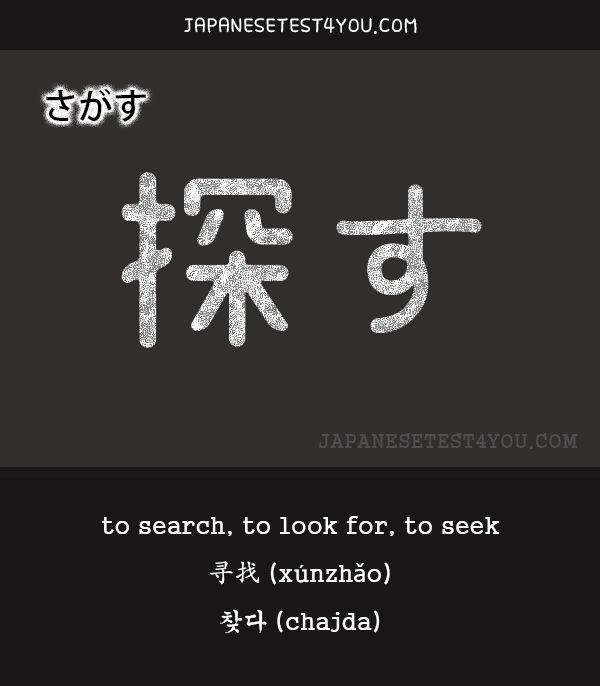 JAPANESETEST4YOU.COM
さがす
探す
JAPANESETEST4YOU.COM
to search, to look for, to seek
寻找 (xúnzhǎo)
찾다 (chajda)